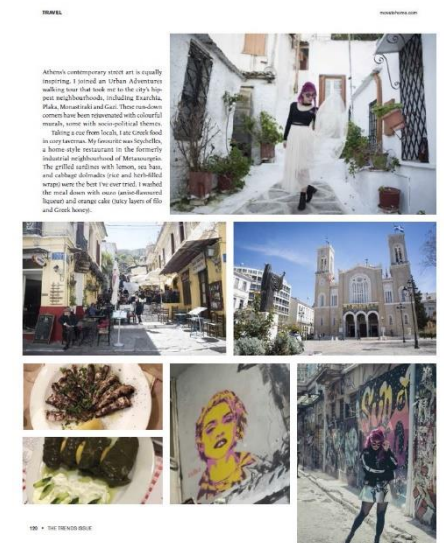 TRAVEL
Athens's contemporary street art is equally
inspiring. I joined an Urban Adventures
walking tour that took me to the city's hip-
pest neighbourhoods, including Exarchia,
Plaka, Monastiraki and Gazi. These run-down
corners have been rejuvenated with colourful
murals, some with socio-political themes.
Taking a cue from locals, I ate Greek food
in cozy tavernas. My favourite was Seychelles,
a home-style restaurant in the formerly
industrial neighbourhood of Metaxourgeio.
The grilled sardines with lemon, sea bass,
and cabbage dolmades (rice and herb-filled
wraps) were the best I've ever tried. I washed
the meal down with ouzo (anise-flavoured
liqueur) and orange cake (juicy layers of filo
and Greek honey).
THE TRENDS ISSUE